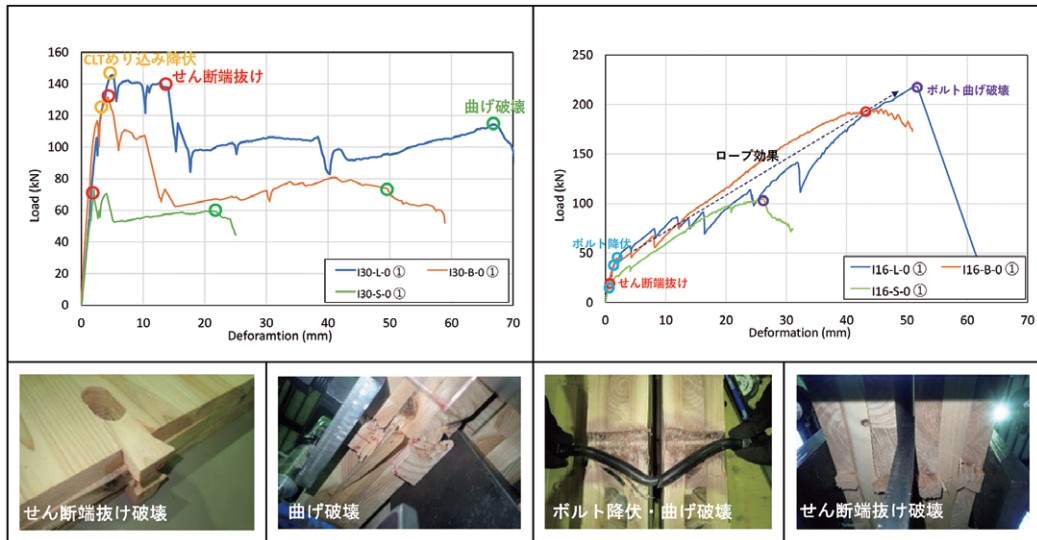 160
140
120
100
80
60
40
20
0
Load (kN)
CLTめり込み降伏
せん断端抜け
曲げ破壊
I30-L-0 ①
I30-B-0 ①
I30-S-0 ①
0 10 20 30 40 50 60 70
Deforamtion (mm)
250
200
150
100
50
0
Load (kN)
ボルト曲げ破壊
ロープ効果
ボルト降伏
せん断端抜け
I16-L-0 ①
I16-B-0 ①
I16-S-0 ①
0 10 20 30 40 50 60 70
Deformation (mm)
せん断端抜け破壊
曲げ破壊
ボルト降伏・曲げ破壊
せん断端抜け破壊